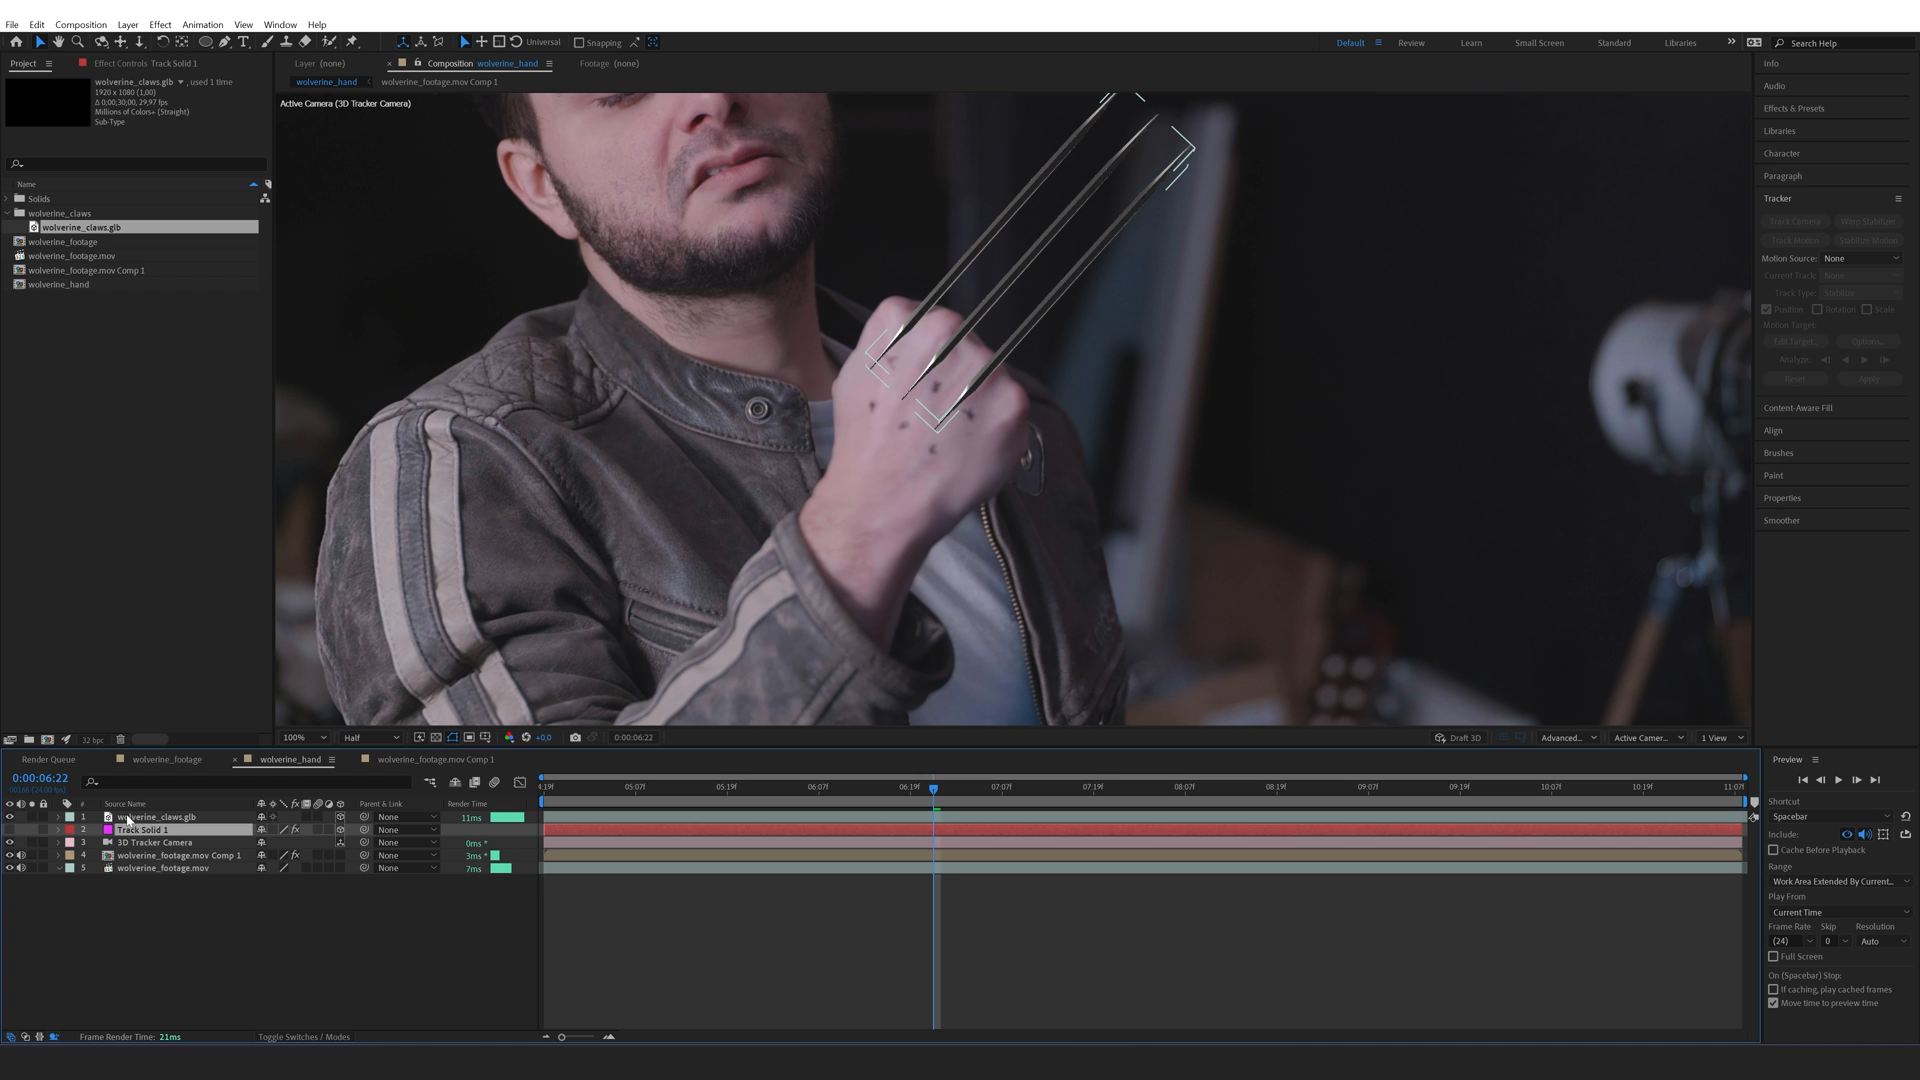 File Edit Composition Layer Effect Animation View Window Help
Universal Snapping Default Review Learn Small Screen Standard Libraries Search Help
Project Effect Controls Track Solid 1 Layer (none) Composition wolverine_hand Footage (none) Info
wolverine_claws.glb , used 1 time wolverine_hand wolverine_footage.mov Comp 1
1920 x 1080 (1,00)
Δ 0;00;30;00, 29,97 fps
Millions of Colors+ (Straight)
Sub-Type
Active Camera (3D Tracker Camera)
Audio
Effects & Presets
Libraries
Character
Paragraph
Name
Solids
wolverine_claws
wolverine_claws.glb
wolverine_footage
wolverine_footage.mov
wolverine_footage.mov Comp 1
wolverine_hand
Tracker
Track Camera Warp Stabilizer
Track Motion Stabilize Motion
Motion Source: None
Current Track: None
Track Type: Stabilize
Position Rotation Scale
Motion Target:
Edit Target... Options...
Analyze:
Reset Apply
Content-Aware Fill
Align
Brushes
Paint
Properties
Smoother
32 bpc 100% Half +0,0 0:00:06:22 Draft 3D Advanced... Active Camer... 1 View
Render Queue wolverine_footage wolverine_hand wolverine_footage.mov Comp 1
0:00:06:22
00166 (24.00 fps)
4:19f 05:07f 05:19f 06:07f 06:19f 07:07f 07:19f 08:07f 08:19f 09:07f 09:19f 10:07f 10:19f 11:07f
# Source Name Parent & Link Render Time
1 wolverine_claws.glb None 11ms
2 Track Solid 1 None
3 3D Tracker Camera None 0ms *
4 wolverine_footage.mov Comp 1 None 3ms *
5 wolverine_footage.mov None 7ms
Frame Render Time: 21ms Toggle Switches / Modes
Preview
Shortcut
Spacebar
Include:
Cache Before Playback
Range
Work Area Extended By Current...
Play From
Current Time
Frame Rate Skip Resolution
(24) 0 Auto
Full Screen
On (Spacebar) Stop:
If caching, play cached frames
Move time to preview time